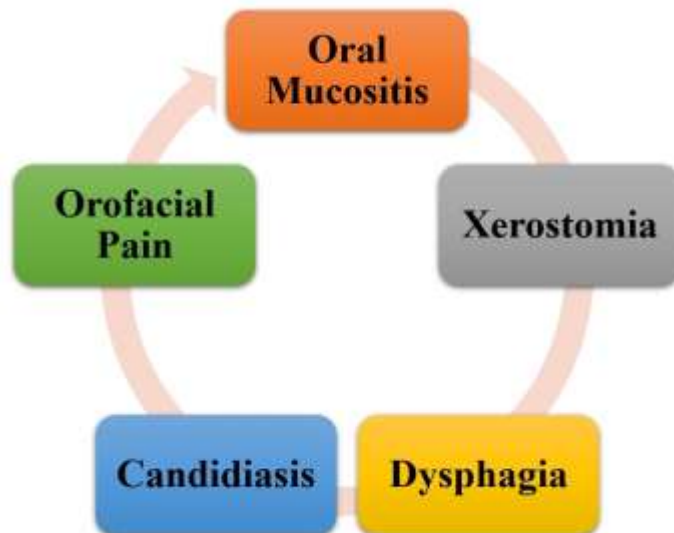 Oral
Mucositis
Xerostomia
Dysphagia
Candidiasis
Orofacial
Pain